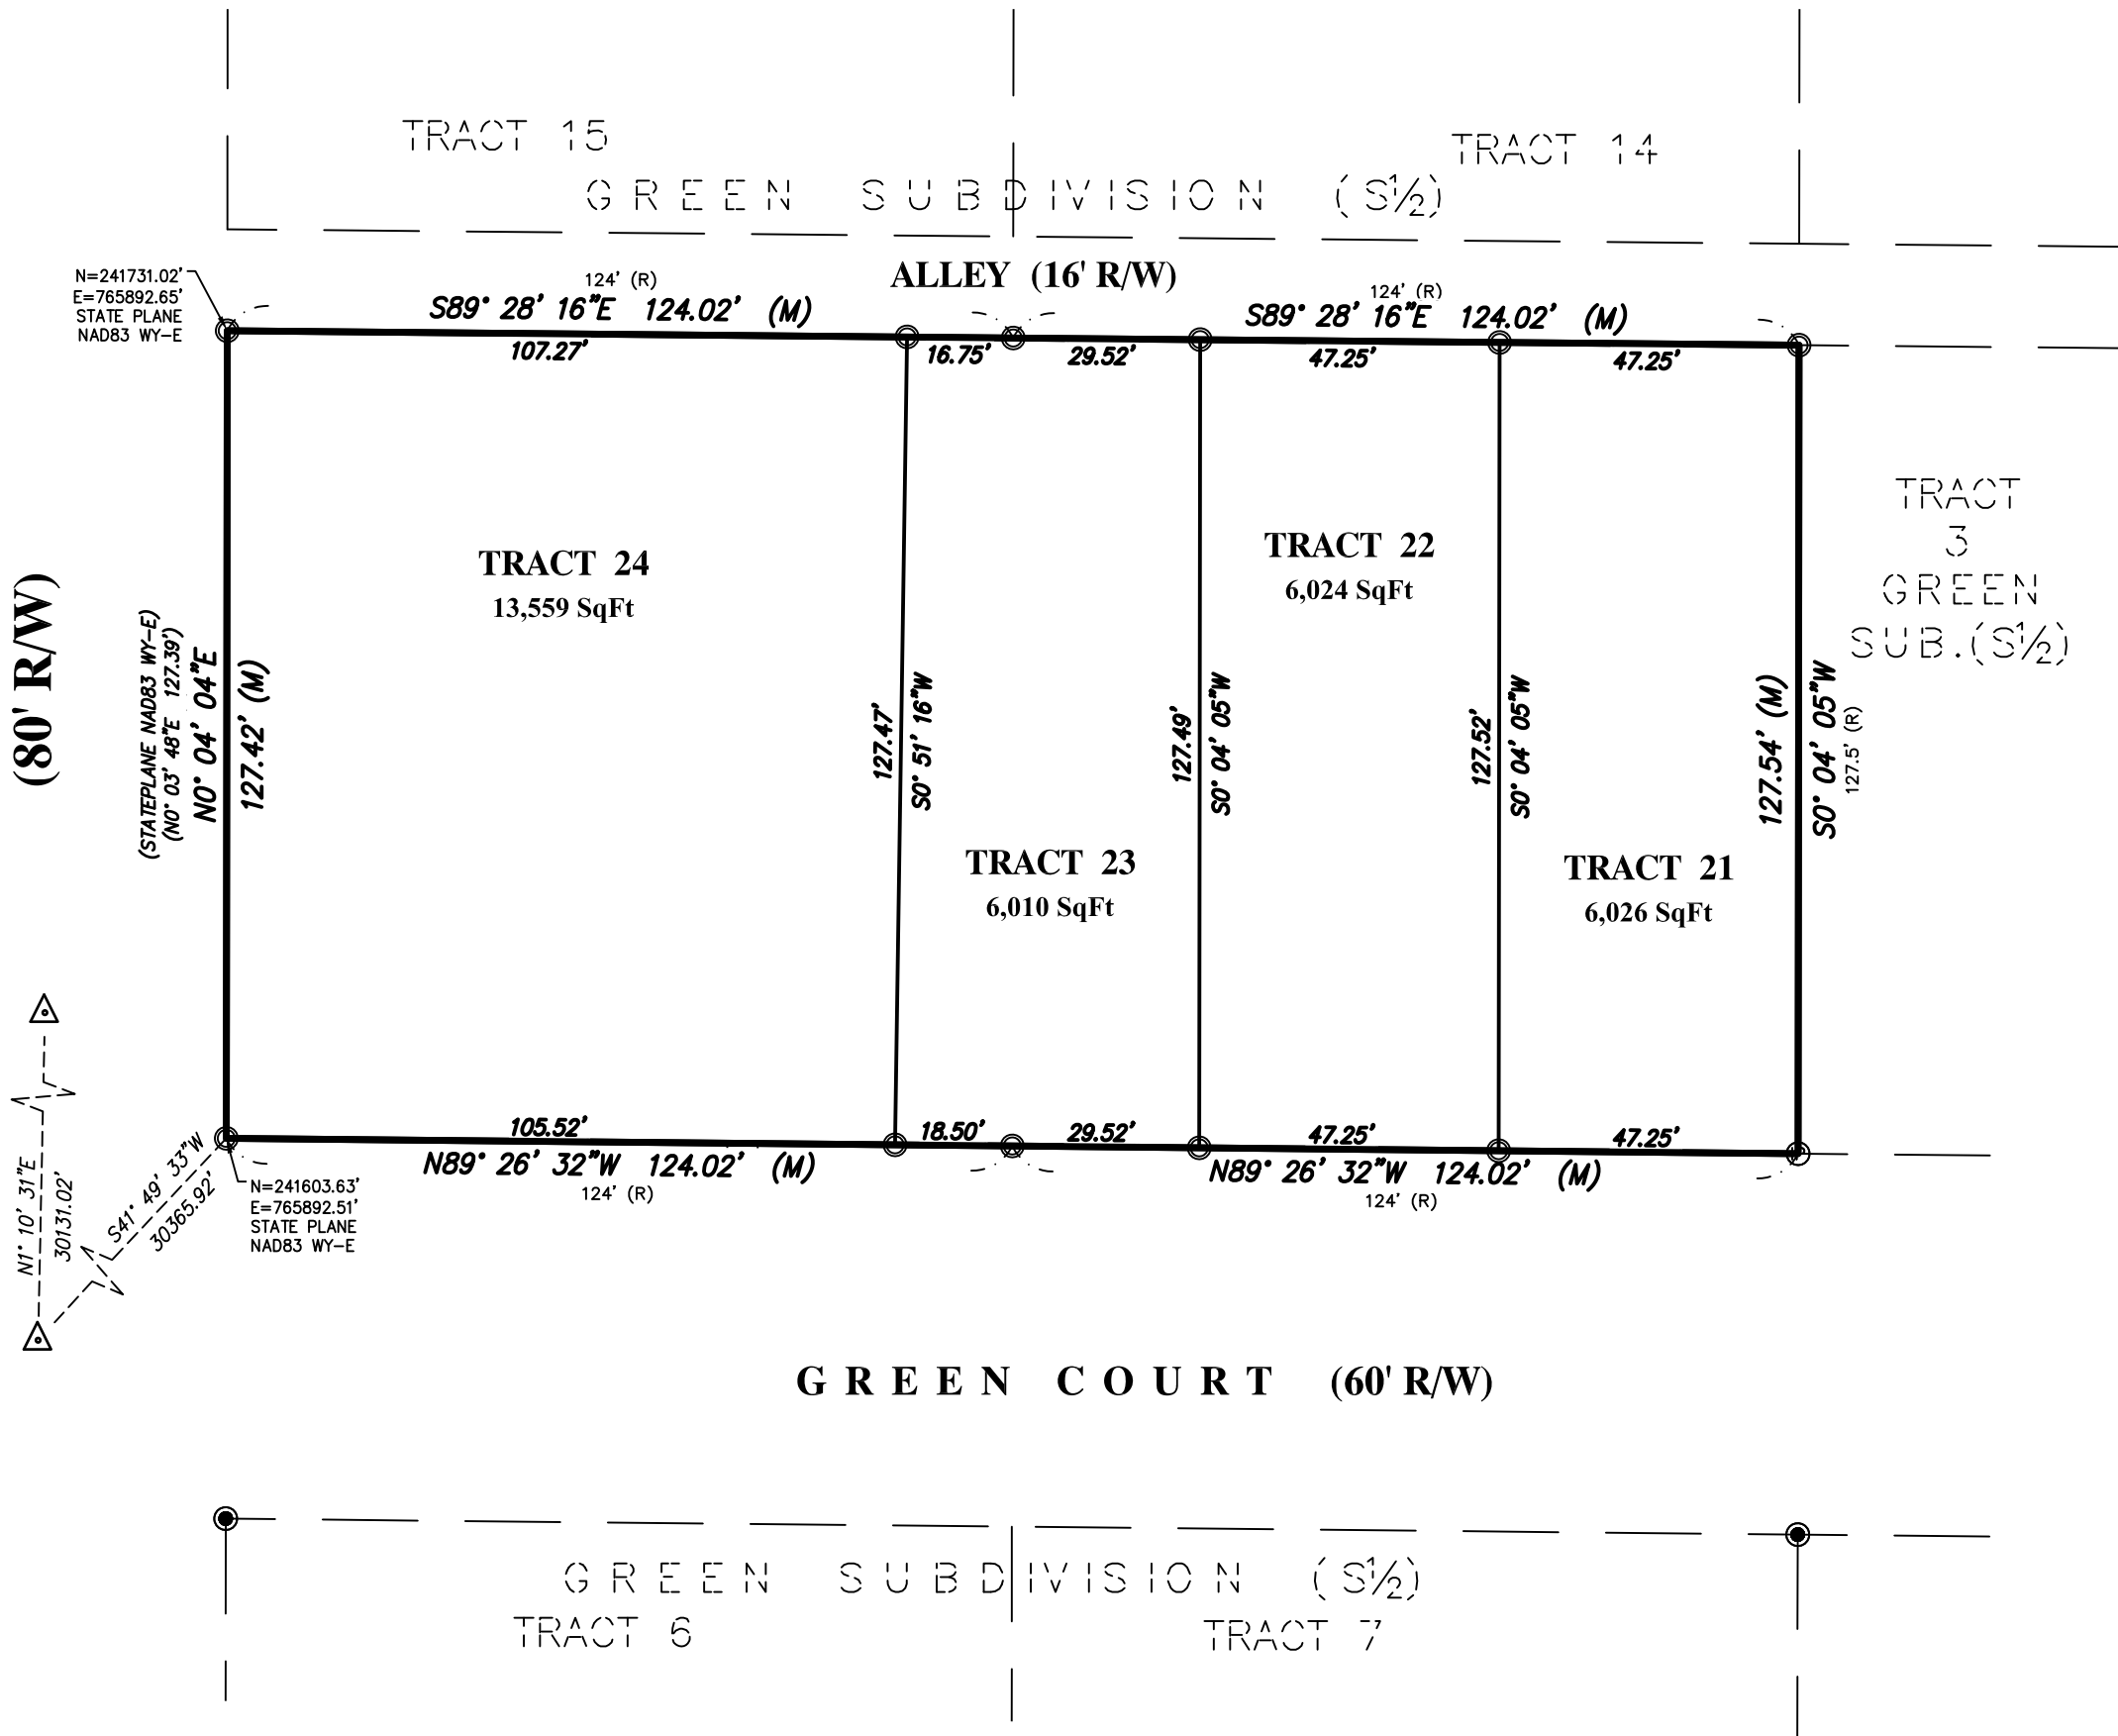 TRACT 15
TRACT 14
GREEN SUBDIVISION (S½)
ALLEY (16' R/W)
N=241731.02'
E=765892.65'
STATE PLANE
NAD83 WY-E
124' (R)
S89° 28' 16"E 124.02' (M)
124' (R)
S89° 28' 16"E 124.02' (M)
107.27'
16.75'
29.52'
47.25'
47.25'
TRACT
3
GREEN
SUB.(S½)
TRACT 24
13,559 SqFt
TRACT 22
6,024 SqFt
(80' R/W)
(STATEPLANE NAD83 WY-E)
(N0° 03' 48"E 127.39')
N0° 04' 04"E
127.42' (M)
127.47'
S0° 51' 16"W
127.49'
S0° 04' 05"W
127.52'
S0° 04' 05"W
127.54' (M)
S0° 04' 05"W
127.5' (R)
TRACT 23
6,010 SqFt
TRACT 21
6,026 SqFt
105.52'
18.50'
29.52'
47.25'
47.25'
N89° 26' 32"W 124.02' (M)
124' (R)
N89° 26' 32"W 124.02' (M)
124' (R)
N1° 10' 31"E
30131.02'
S41° 49' 33"W
30365.92'
N=241603.63'
E=765892.51'
STATE PLANE
NAD83 WY-E
GREEN COURT (60' R/W)
GREEN SUBDIVISION (S½)
TRACT 6
TRACT 7